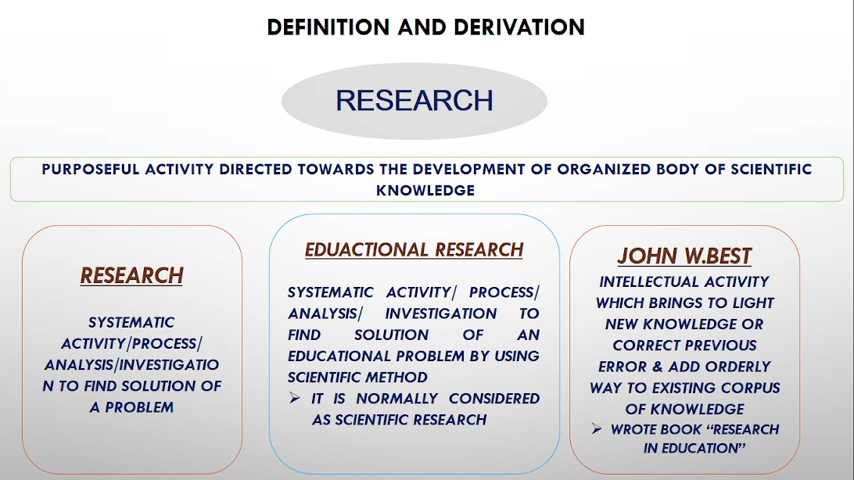 DEFINITION AND DERIVATION
RESEARCH
PURPOSEFUL ACTIVITY DIRECTED TOWARDS THE DEVELOPMENT OF ORGANIZED BODY OF SCIENTIFIC
KNOWLEDGE
RESEARCH
SYSTEMATIC
ACTIVITY/PROCESS/
ANALYSIS/INVESTIGATIO
N TO FIND SOLUTION OF
A PROBLEM
EDUACTIONAL RESEARCH
SYSTEMATIC ACTIVITY/ PROCESS/
ANALYSIS/ INVESTIGATION TO
FIND SOLUTION OF AN
EDUCATIONAL PROBLEM BY USING
SCIENTIFIC METHOD
➢ IT IS NORMALLY CONSIDERED
AS SCIENTIFIC RESEARCH
JOHN W.BEST
INTELLECTUAL ACTIVITY
WHICH BRINGS TO LIGHT
NEW KNOWLEDGE OR
CORRECT PREVIOUS
ERROR & ADD ORDERLY
WAY TO EXISTING CORPUS
OF KNOWLEDGE
➢ WROTE BOOK “RESEARCH
IN EDUCATION”